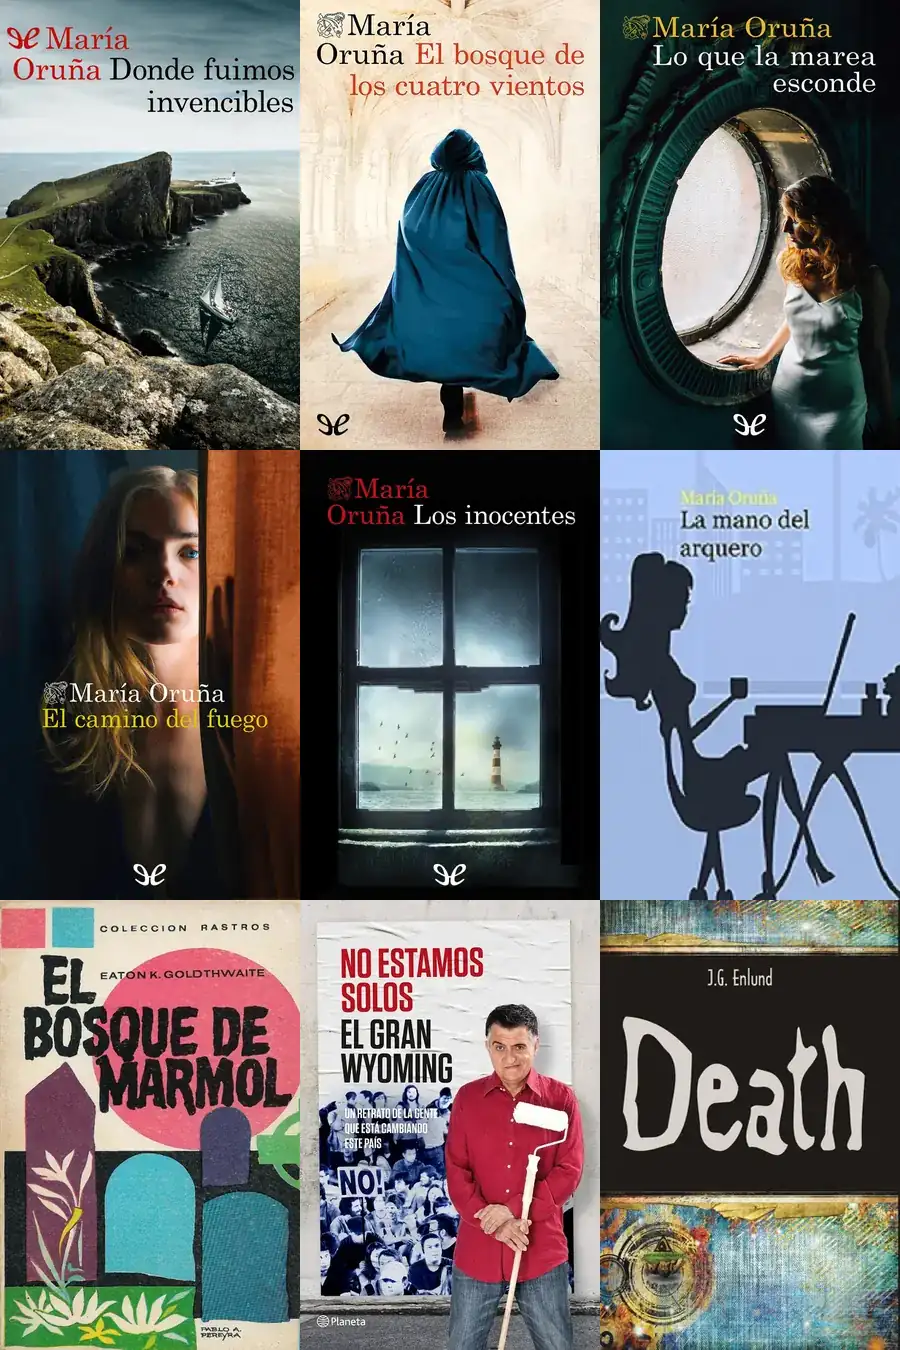 María
Oruña Donde fuimos
invencibles
María
Oruña El bosque de
los cuatro vientos
María Oruña
Lo que la marea
esconde
María Oruña
El camino del fuego
María
Oruña Los inocentes
María Oruña
La mano del
arquero
COLECCION RASTROS
EATON K. GOLDTHWAITE
EL
BOSQUE DE
MARMOL
PABLO A.
PEREYRA
NO ESTAMOS
SOLOS
EL GRAN
WYOMING
UN RETRATO DE LA GENTE
QUE ESTÁ CAMBIANDO
ESTE PAÍS
NO!
Planeta
J.G. Enlund
Death